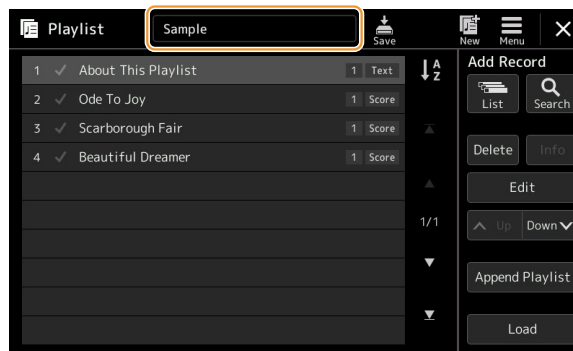 Playlist
Sample
Save
New
Menu
1 About This Playlist 1 Text
2 Ode To Joy 1 Score
3 Scarborough Fair 1 Score
4 Beautiful Dreamer 1 Score
A
Z
1/1
Add Record
List
Search
Delete
Info
Edit
Up
Down
Append Playlist
Load